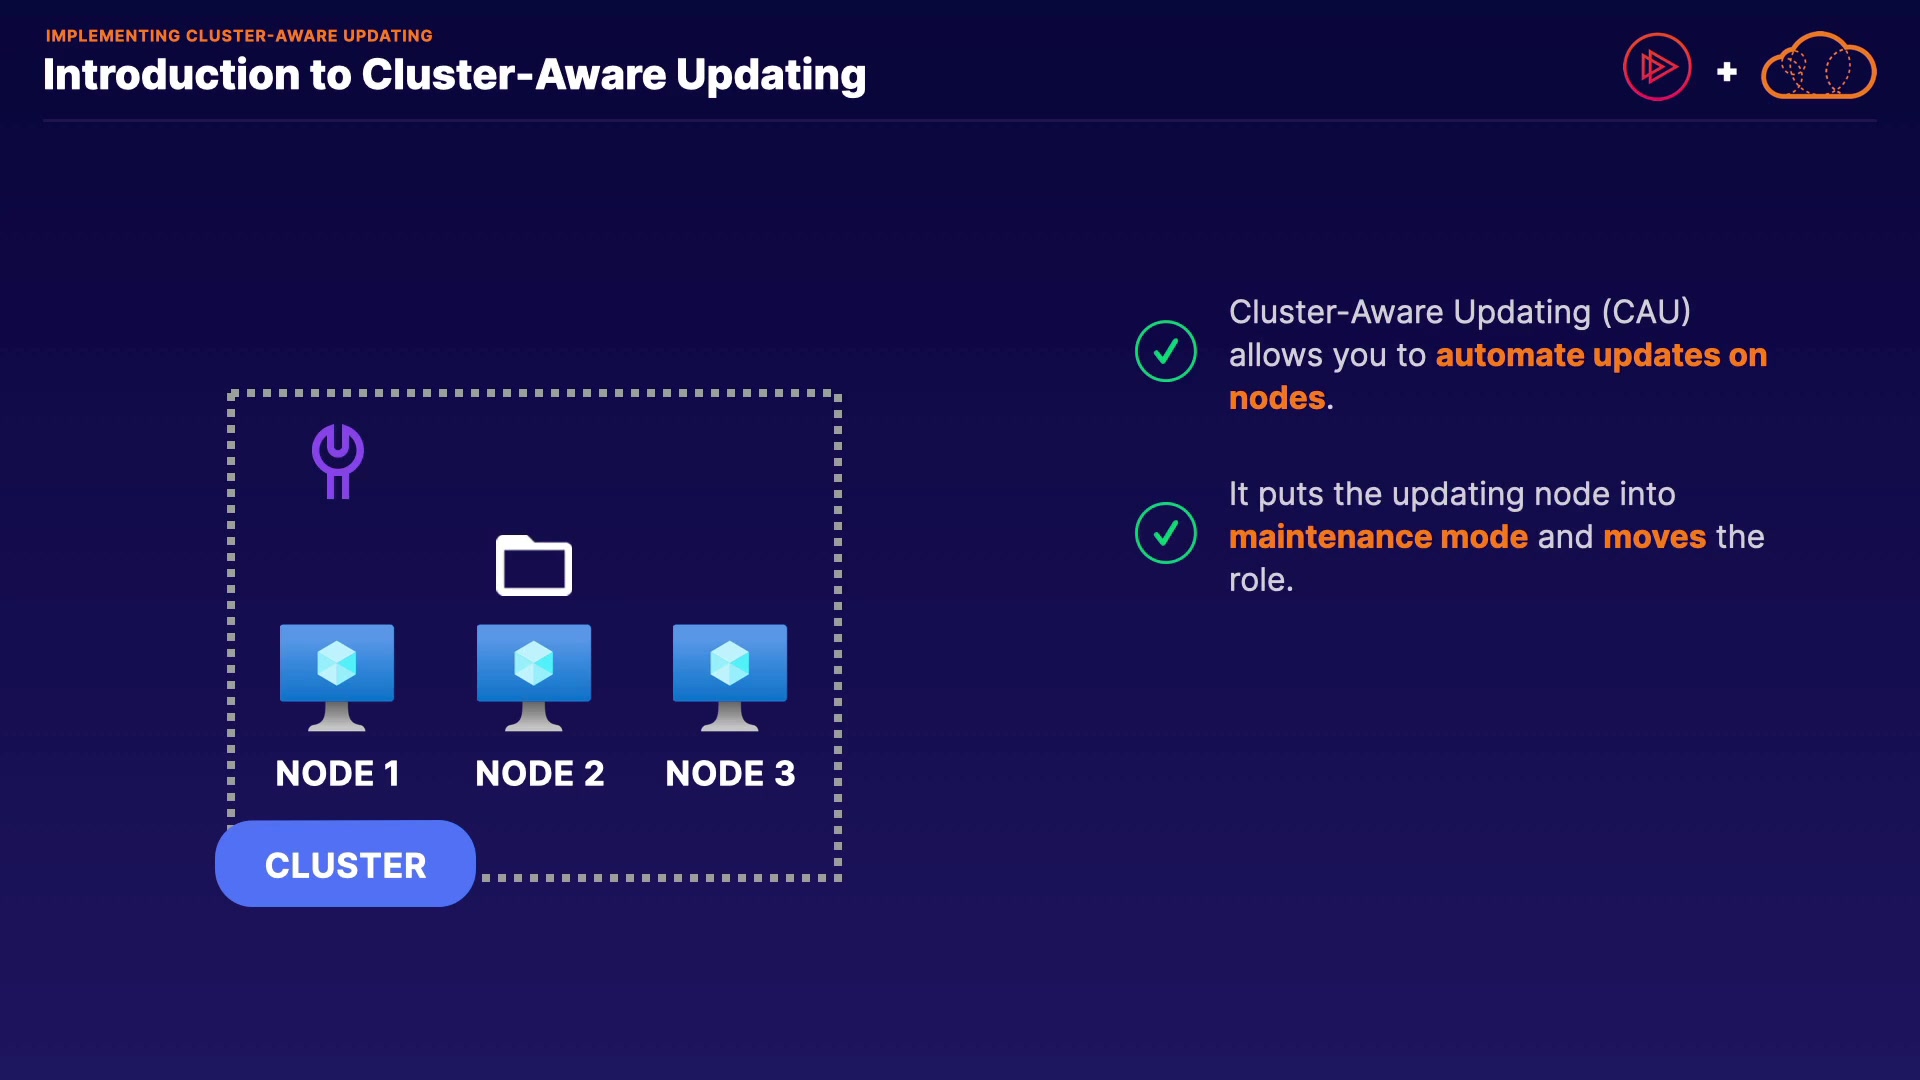 IMPLEMENTING CLUSTER-AWARE UPDATING
Introduction to Cluster-Aware Updating
Cluster-Aware Updating (CAU)
allows you to automate updates on
nodes.
It puts the updating node into
maintenance mode and moves the
role.
NODE 1
NODE 2
NODE 3
CLUSTER